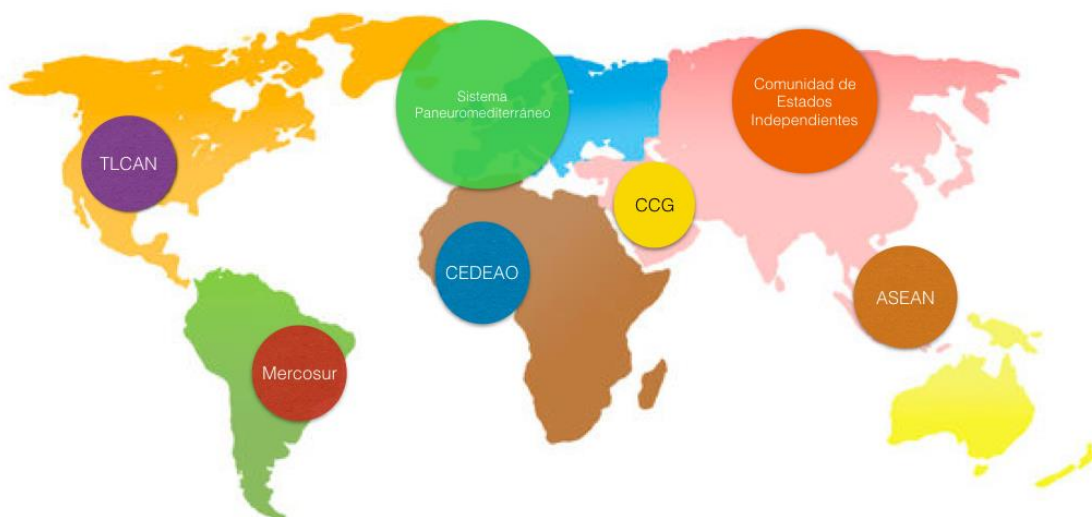 Sistema
Paneuromediterráneo
Comunidad de
Estados
Independientes
TLCAN
CCG
CEDEAO
ASEAN
Mercosur